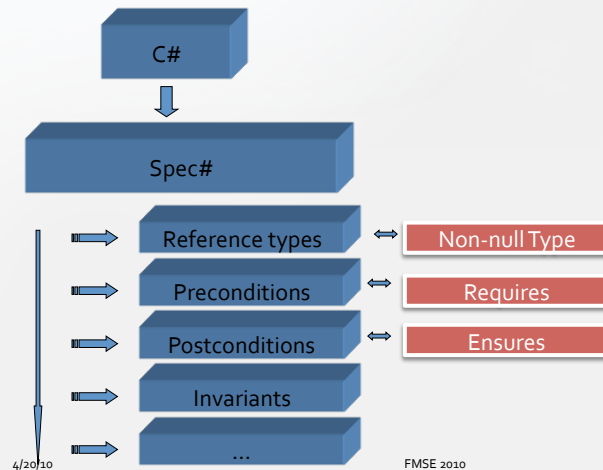 C#
Spec#
Reference types
Non-null Type
Preconditions
Requires
Postconditions
Ensures
Invariants
...
4/20/10
FMSE 2010